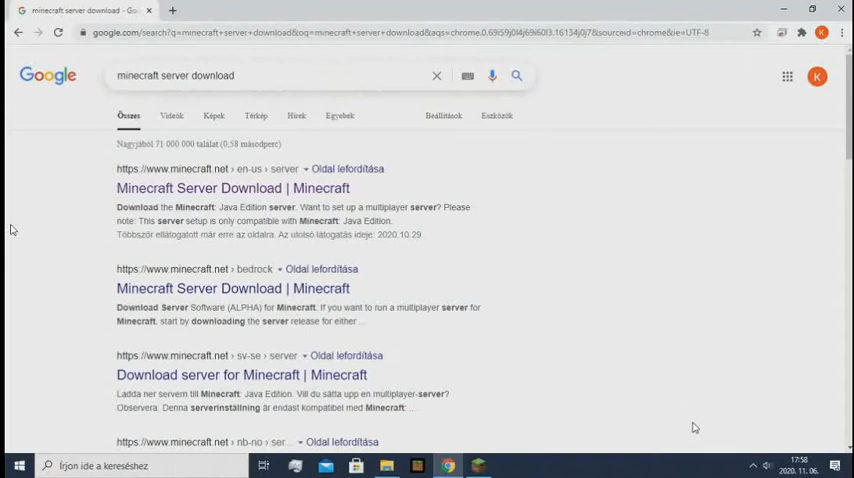 minecraft server download - Goo
google.com/search?q=minecraft+server+download&oq=minecraft+server+download&aqs=chrome.0.69i59j0l4j69i60l3.16134j0j7&sourceid=chrome&ie=UTF-8
Google
minecraft server download
K
K
Összes Videók Képek Térkép Hírek Egyebek Beállítások Eszközök
Nagyjából 71 000 000 találat (0,58 másodperc)
https://www.minecraft.net › en-us › server Oldal lefordítása
Minecraft Server Download | Minecraft
Download the Minecraft: Java Edition server. Want to set up a multiplayer server? Please
note: This server setup is only compatible with Minecraft: Java Edition.
Többször ellátogatott már erre az oldalra. Az utolsó látogatás ideje: 2020.10.29.
https://www.minecraft.net › bedrock Oldal lefordítása
Minecraft Server Download | Minecraft
Download Server Software (ALPHA) for Minecraft. If you want to run a multiplayer server for
Minecraft, start by downloading the server release for either ...
https://www.minecraft.net › sv-se › server Oldal lefordítása
Download server for Minecraft | Minecraft
Ladda ner servern till Minecraft: Java Edition. Vill du sätta upp en multiplayer-server?
Observera. Denna serverinställning är endast kompatibel med Minecraft: ...
https://www.minecraft.net › nb-no › ser... Oldal lefordítása
Írjon ide a kereséshez
17:58
2020. 11. 06.